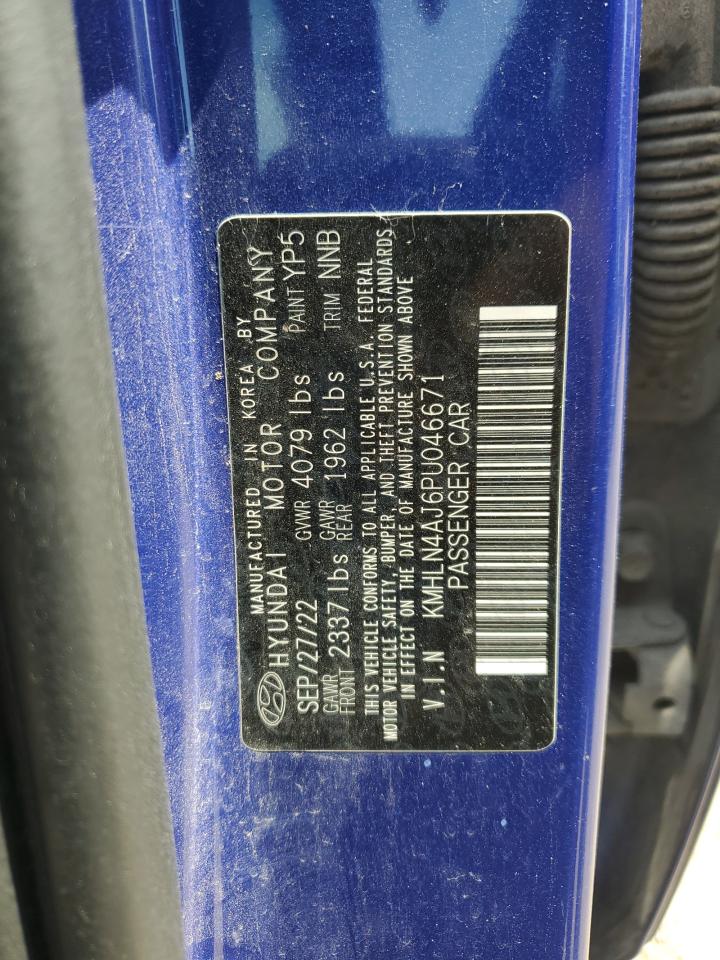 MANUFACTURED IN KOREA BY
HYUNDAI MOTOR COMPANY
SEP/27/22 GVWR 4079 lbs PAINT YP5
GAWR FRONT 2337 lbs GAWR REAR 1962 lbs TRIM NNB
THIS VEHICLE CONFORMS TO ALL APPLICABLE U.S.A. FEDERAL
MOTOR VEHICLE SAFETY, BUMPER, AND THEFT PREVENTION STANDARDS
IN EFFECT ON THE DATE OF MANUFACTURE SHOWN ABOVE
V.I.N KMHLN4AJ6PU046671
PASSENGER CAR